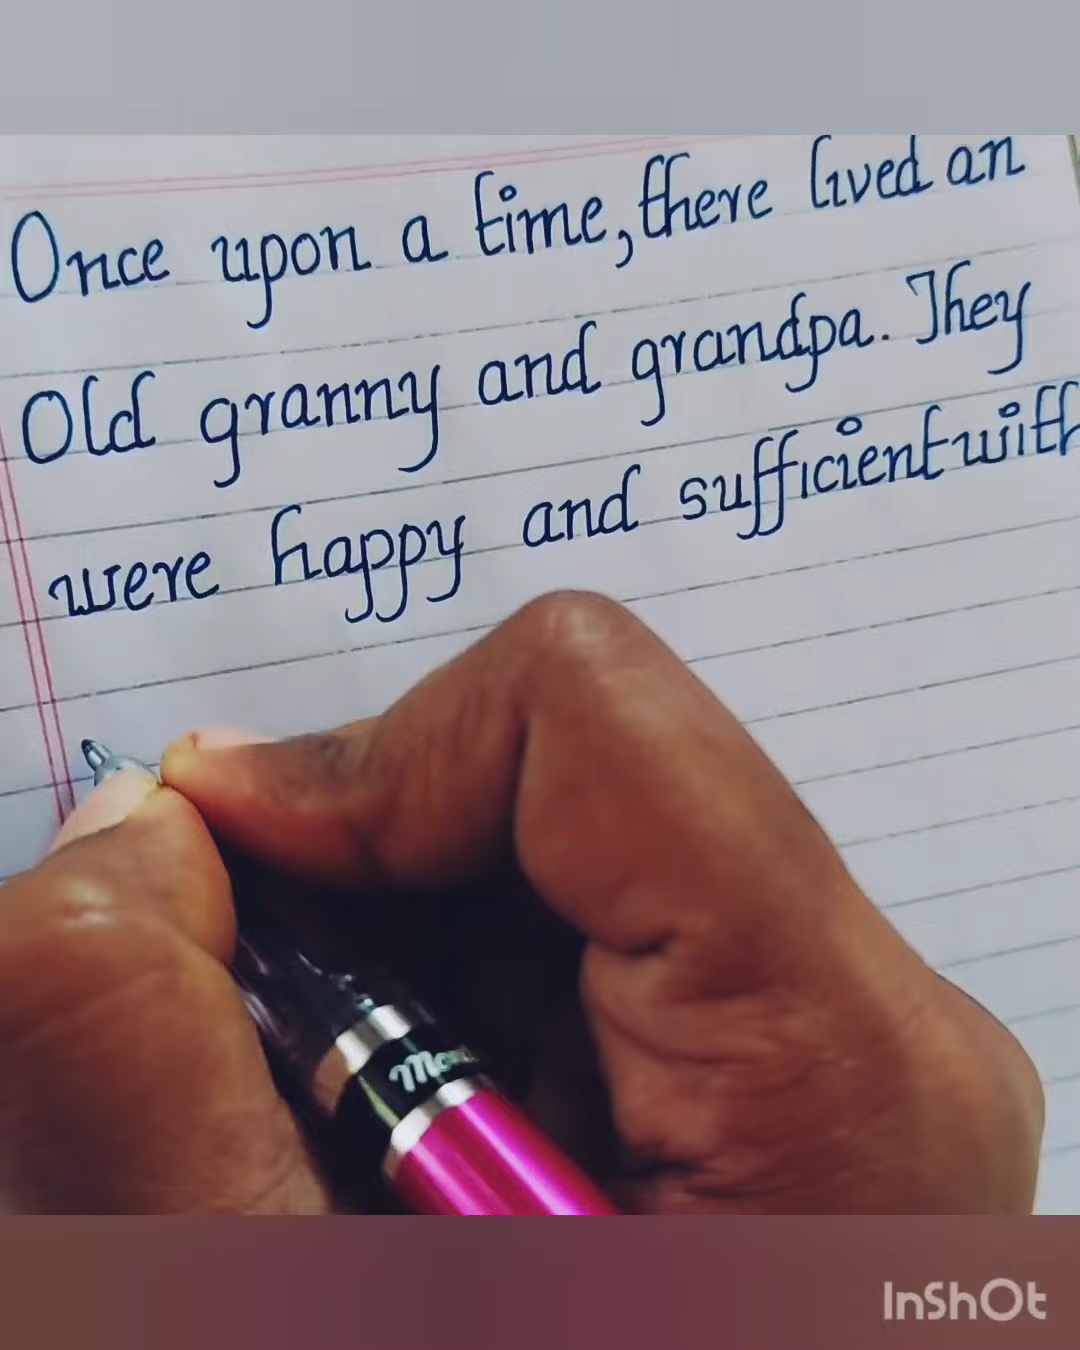 Once upon a time, there lived an
Old granny and grandpa. They
were happy and sufficient with
InShOt